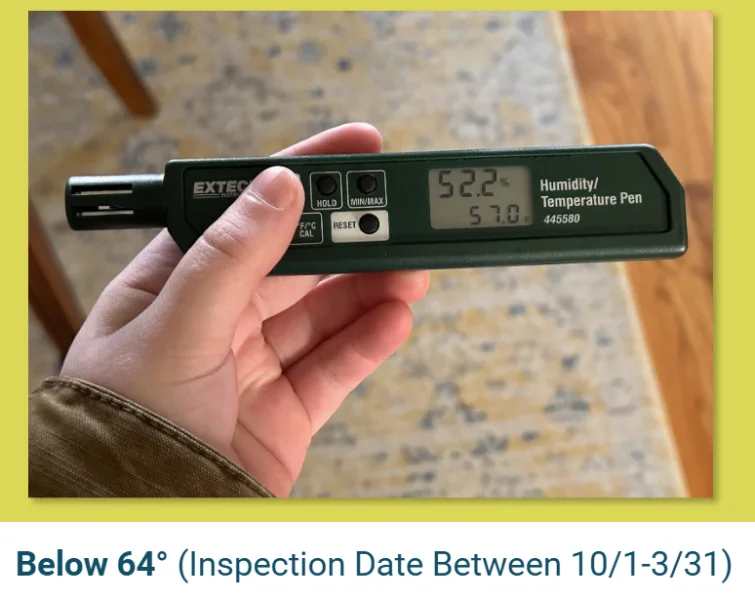 HOLD
MIN/MAX
52.2%
Humidity/
Temperature Pen
445580
°F/°C
CAL
RESET
57.0
Below 64° (Inspection Date Between 10/1-3/31)